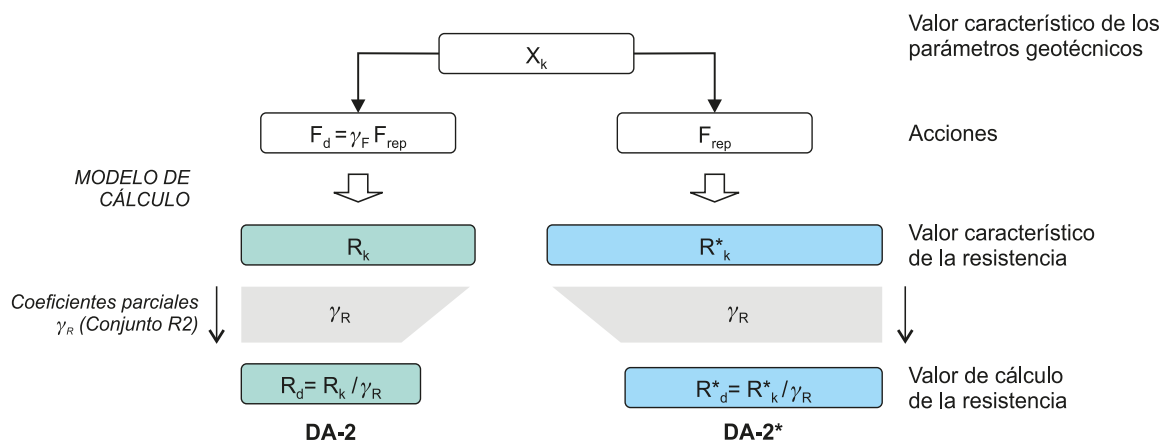 Valor característico de los
parámetros geotécnicos
X_k
F_d = γ_F F_rep
F_rep
Acciones
MODELO DE
CÁLCULO
R_k
R*_k
Valor característico
de la resistencia
Coeficientes parciales
γ_R (Conjunto R2)
γ_R
γ_R
R_d = R_k / γ_R
R*_d = R*_k / γ_R
Valor de cálculo
de la resistencia
DA-2
DA-2*